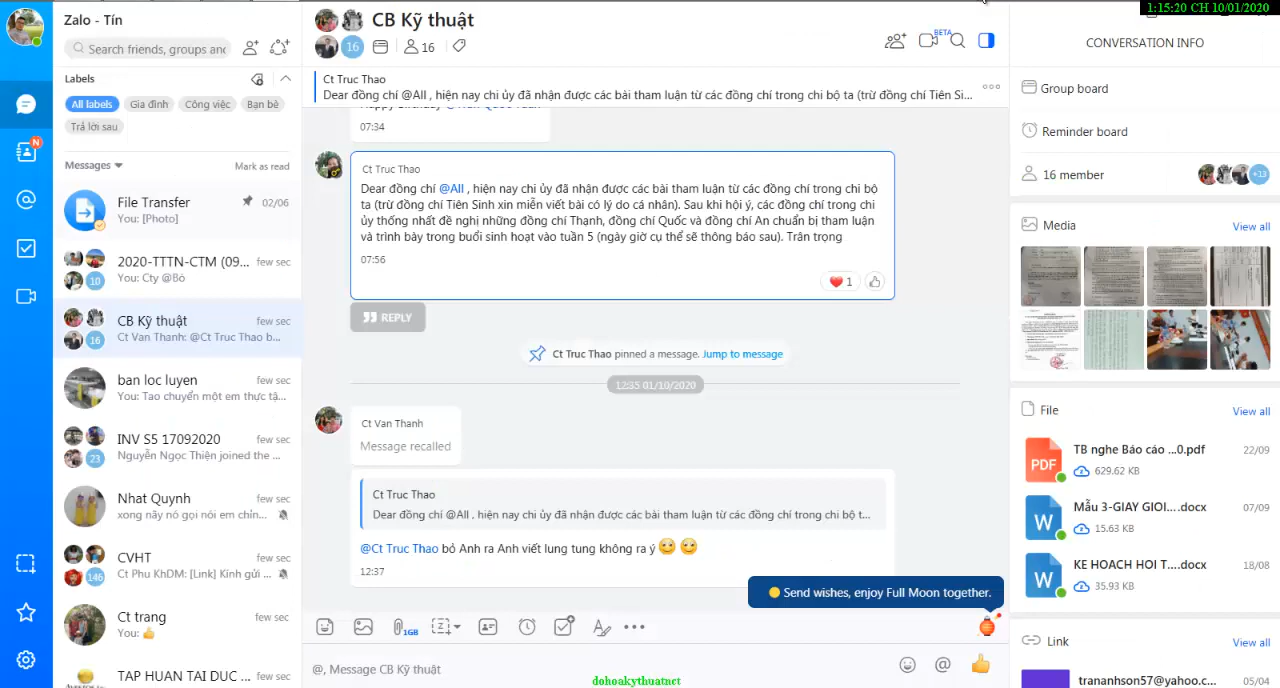 1:15:20 CH 10/01/2020
Zalo - Tín
Search friends, groups and
Labels
All labels
Gia đình
Công việc
Bạn bè
Trả lời sau
Messages
Mark as read
File Transfer
02/06
You: [Photo]
2020-TTTN-CTM (09...
few sec
You: Cty @Bỏ
10
CB Kỹ thuật
few sec
Ct Van Thanh: @Ct Truc Thao b...
16
ban loc luyen
few sec
You: Tao chuyển một em thực tậ...
INV S5 17092020
few sec
Nguyễn Ngọc Thiện joined the ...
23
Nhat Quynh
few sec
xong nãy nó gọi nói em chỉn...
CVHT
few sec
Ct Phu KhDM: [Link] Kính gửi ...
146
Ct trang
few sec
You:
TAP HUAN TAI DUC ...
few sec
N
CB Kỹ thuật
16
16
BETA
Ct Truc Thao
Dear đồng chí @All , hiện nay chi ủy đã nhận được các bài tham luận từ các đồng chí trong chi bộ ta (trừ đồng chí Tiên Si...
07:34
Ct Truc Thao
Dear đồng chí @All , hiện nay chi ủy đã nhận được các bài tham luận từ các đồng chí trong chi bộ
ta (trừ đồng chí Tiên Sinh xin miễn viết bài có lý do cá nhân). Sau khi hội ý, các đồng chí trong chi
ủy thống nhất đề nghị những đồng chí Thạnh, đồng chí Quốc và đồng chí An chuẩn bị tham luận
và trình bày trong buổi sinh hoạt vào tuần 5 (ngày giờ cụ thể sẽ thông báo sau). Trân trọng
07:56
1
REPLY
Ct Truc Thao pinned a message. Jump to message
12:35 01/10/2020
Ct Van Thanh
Message recalled
Ct Truc Thao
Dear đồng chí @All , hiện nay chi ủy đã nhận được các bài tham luận từ các đồng chí trong chi bộ t...
@Ct Truc Thao bỏ Anh ra Anh viết lung tung không ra ý
12:37
Send wishes, enjoy Full Moon together.
1GB
@, Message CB Kỹ thuật
dohoakythuatnet
CONVERSATION INFO
Group board
Reminder board
16 member
+13
Media
View all
File
View all
PDF
TB nghe Báo cáo ...0.pdf
22/09
629.62 KB
W
Mẫu 3-GIAY GIOI....docx
07/09
15.63 KB
W
KE HOACH HOI T....docx
18/08
35.93 KB
Link
View all
trananhson57@yahoo.c...
05/04